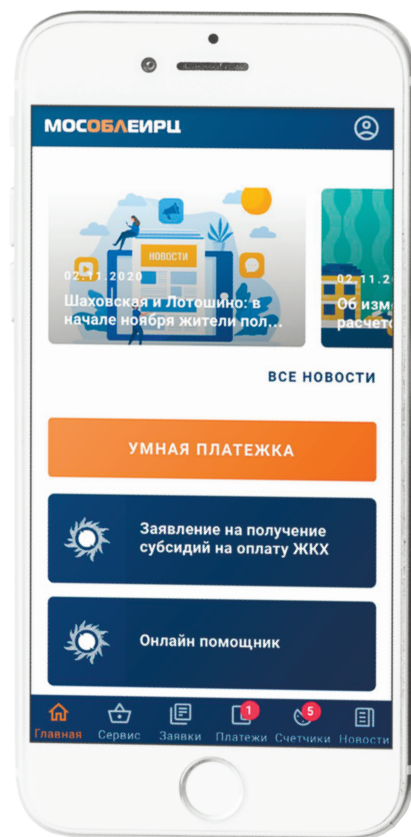 МОСОБЛЕИРЦ
НОВОСТИ
02.11.2020
Шаховская и Лотошино: в
начале ноября жители пол...
02.11.2
Об изм
расчето
ВСЕ НОВОСТИ
УМНАЯ ПЛАТЕЖКА
Заявление на получение
субсидий на оплату ЖКХ
Онлайн помощник
1
5
Главная Сервис Заявки Платежи Счетчики Новости